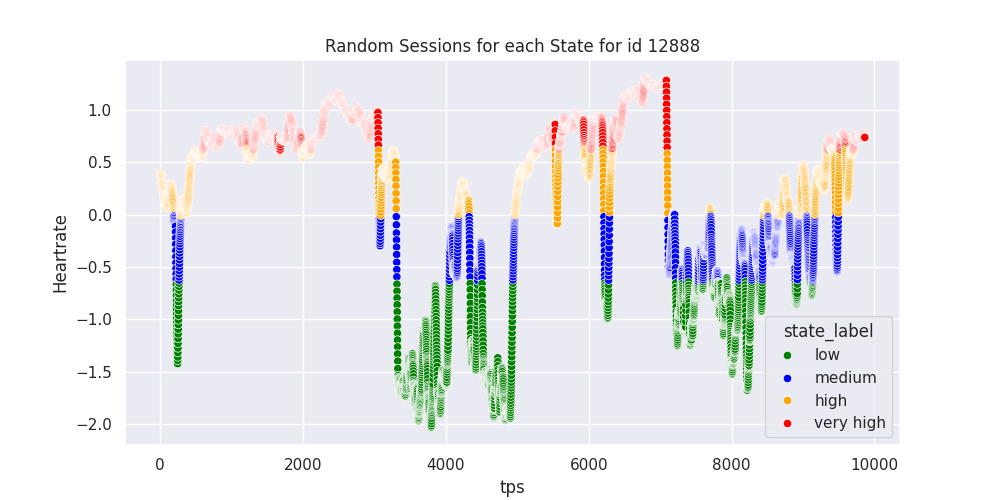 Random Sessions for each State for id 12888
Heartrate
1.0
0.5
0.0
−0.5
−1.0
−1.5
−2.0
0 2000 4000 6000 8000 10000
tps
state_label
low
medium
high
very high